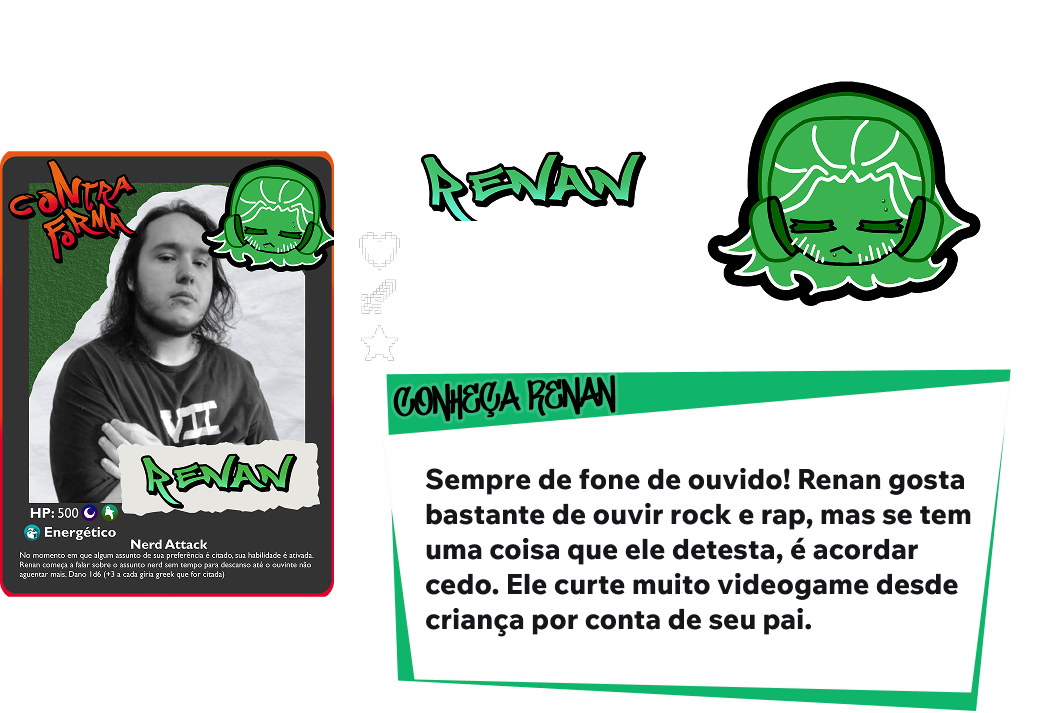 CONTRA
FORMA
VII
RENAN
HP: 500
Energético
Nerd Attack
No momento em que algum assunto de sua preferência é citado, sua habilidade é ativada.
Renan começa a falar sobre o assunto nerd sem tempo para descanso até o ouvinte não
aguentar mais. Dano 1d6 (+3 a cada gíria greek que for citada)
RENAN
CONHEÇA RENAN
Sempre de fone de ouvido! Renan gosta
bastante de ouvir rock e rap, mas se tem
uma coisa que ele detesta, é acordar
cedo. Ele curte muito videogame desde
criança por conta de seu pai.